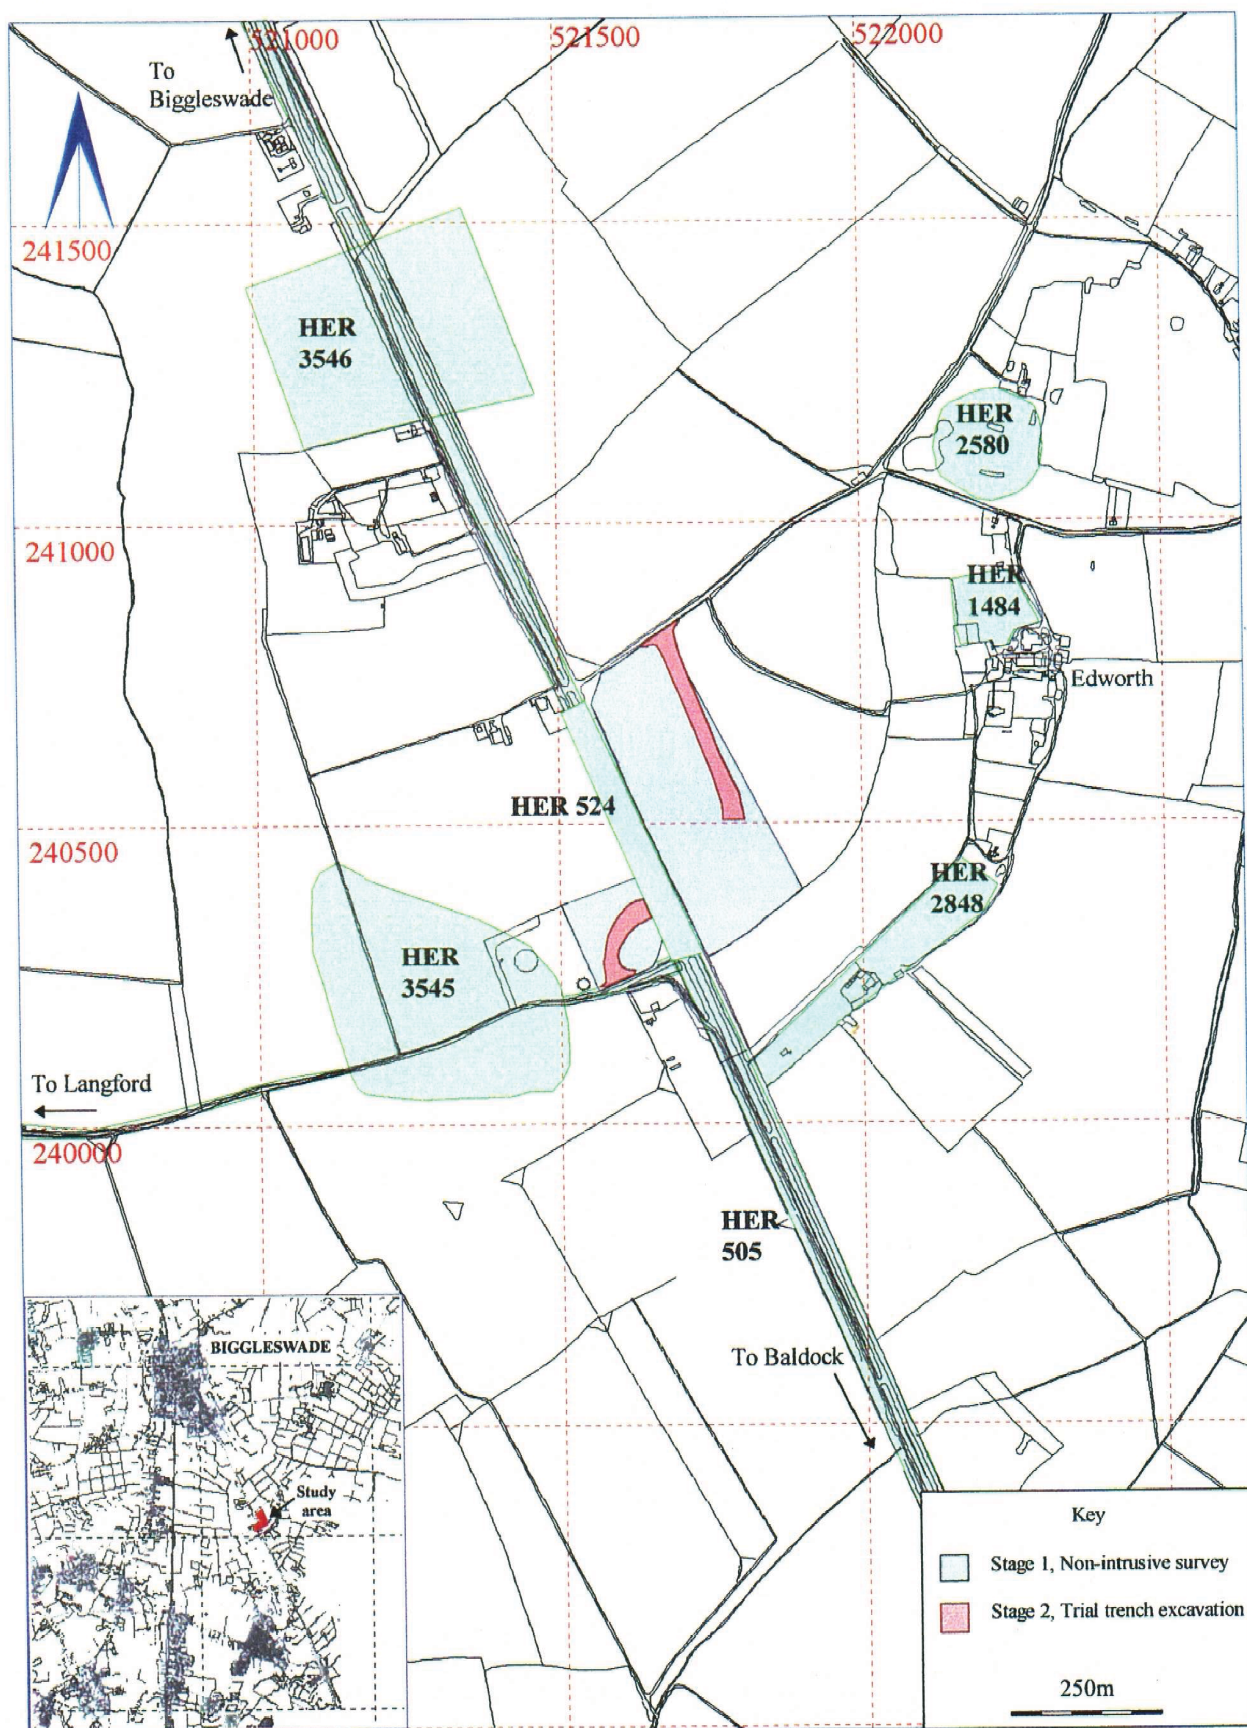 521000
521500
522000
To
Biggleswade
241500
HER
3546
HER
2580
241000
HER
1484
Edworth
HER 524
240500
HER
2848
HER
3545
To Langford
240000
HER
505
To Baldock
BIGGLESWADE
Study
area
Key
Stage 1, Non-intrusive survey
Stage 2, Trial trench excavation
250m